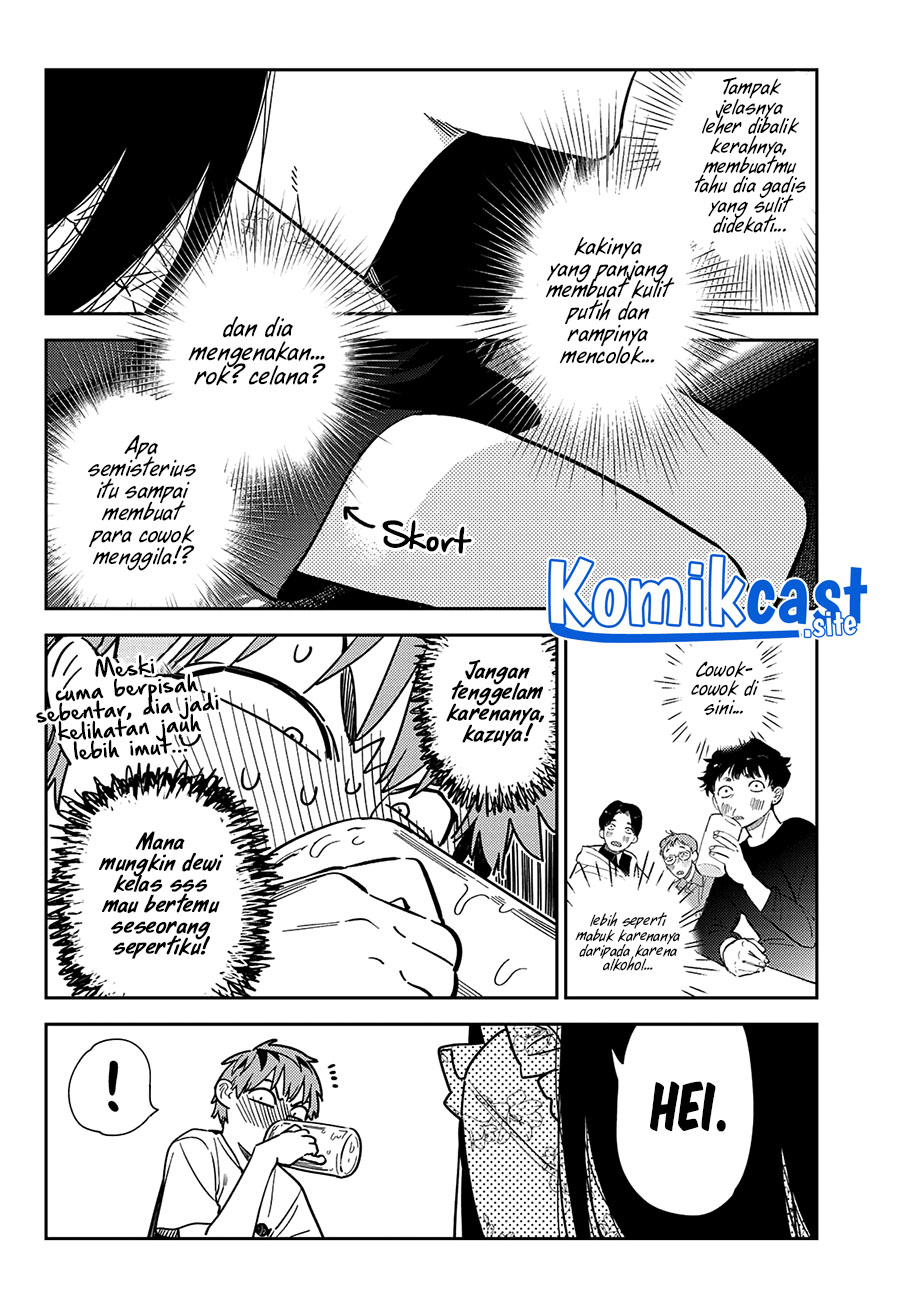 Tampak
jelasnya
leher dibalik
kerahnya,
membuatmu
tahu dia gadis
yang sulit
didekati...
kakinya
yang panjang
membuat kulit
putih dan
rampinya
mencolok...
dan dia
mengenakan...
rok? celana?
Apa
semisterius
itu sampai
membuat
para cowok
menggila!?
Skort
Komikcast
.site
Meski
cuma berpisah
sebentar, dia jadi
kelihatan jauh
lebih imut...
Jangan
tenggelam
karenanya,
kazuya!
Mana
mungkin dewi
kelas sss
mau bertemu
seseorang
sepertiku!
Cowok-
cowok di
sini...
lebih seperti
mabuk karenanya
daripada karena
alkohol...
!
HEI.